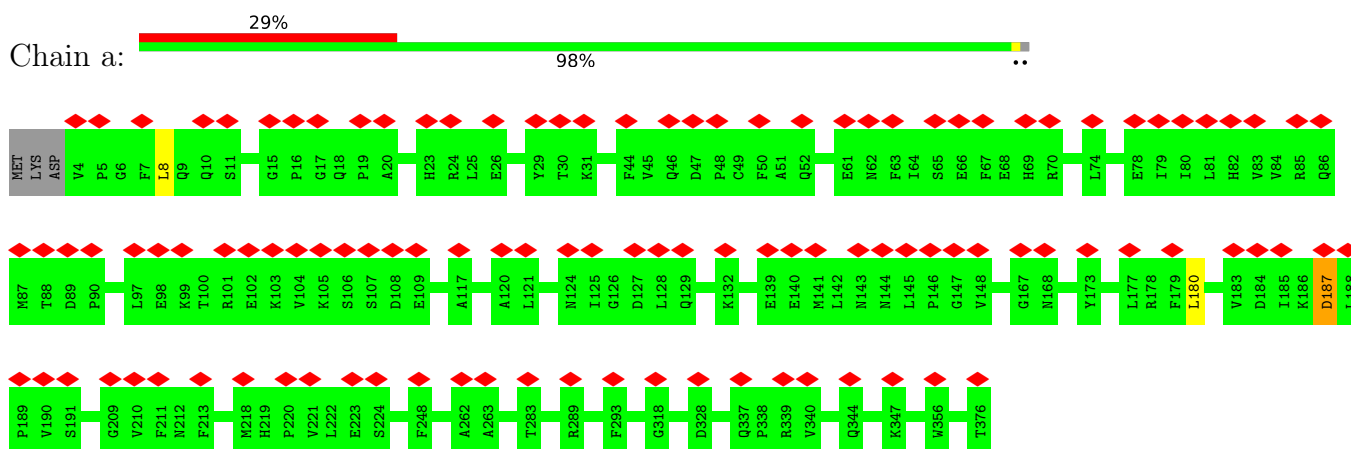 29%
Chain a:
98%
••
MET LYS ASP V4 P5 G6 F7 L8 Q9 Q10 S11 G15 P16 G17 Q18 P19 A20 H23 R24 L25 E26 Y29 T30 K31 F44 V45 Q46 D47 P48 C49 F50 A51 Q52 E61 N62 F63 I64 S65 E66 F67 E68 H69 R70 L74 E78 I79 I80 L81 H82 V83 V84 R85 Q86
M87 T88 D89 P90 L97 E98 K99 T100 R101 E102 K103 V104 K105 S106 S107 D108 E109 A117 A120 L121 N124 I125 G126 D127 L128 Q129 K132 E139 E140 M141 L142 N143 N144 L145 P146 G147 V148 G167 N168 Y173 L177 R178 F179 L180 V183 D184 I185 K186 D187 L188
P189 V190 S191 G209 V210 F211 N212 F213 M218 H219 P220 V221 L222 E223 S224 F248 A262 A263 T283 R289 F293 G318 D328 Q337 P338 R339 V340 Q344 K347 W356 T376